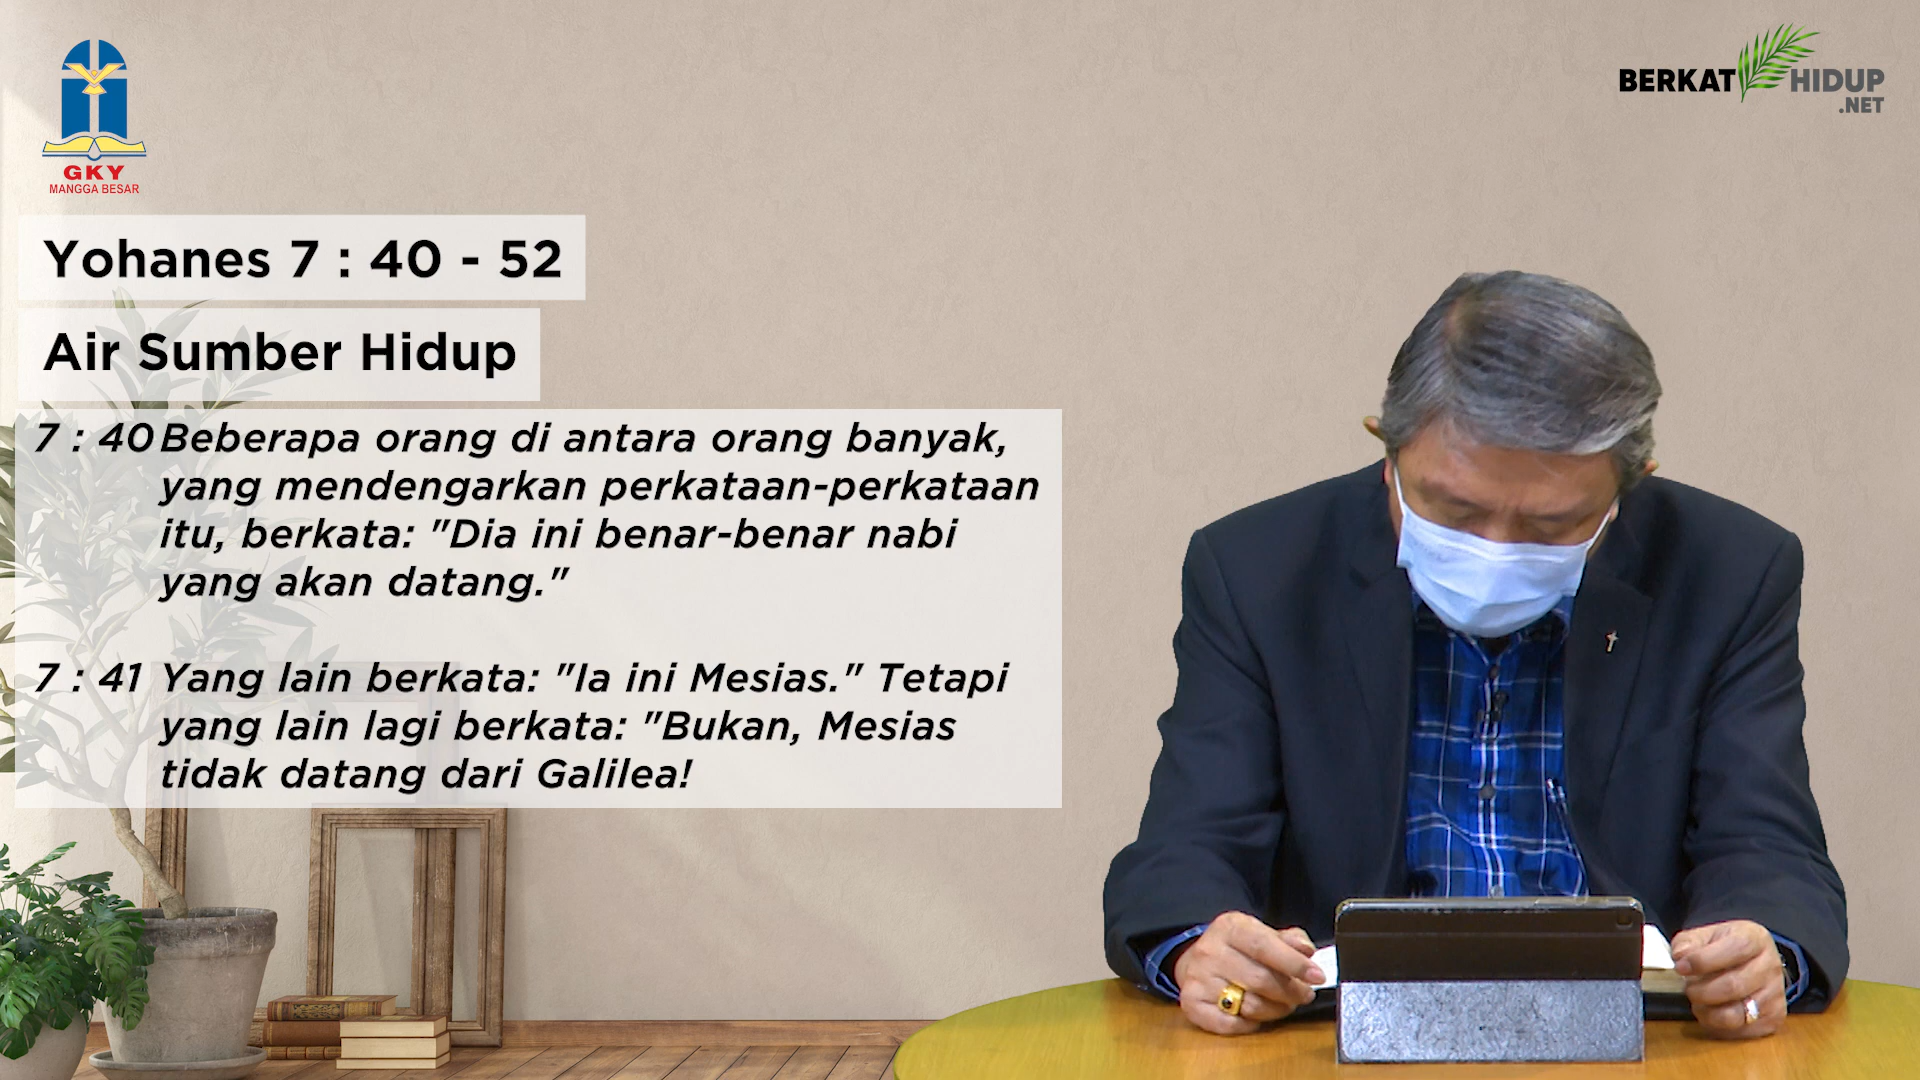 GKY
MANGGA BESAR
BERKAT HIDUP
.NET
Yohanes 7 : 40 - 52
Air Sumber Hidup
7 : 40 Beberapa orang di antara orang banyak,
yang mendengarkan perkataan-perkataan
itu, berkata: "Dia ini benar-benar nabi
yang akan datang."
7 : 41 Yang lain berkata: "Ia ini Mesias." Tetapi
yang lain lagi berkata: "Bukan, Mesias
tidak datang dari Galilea!